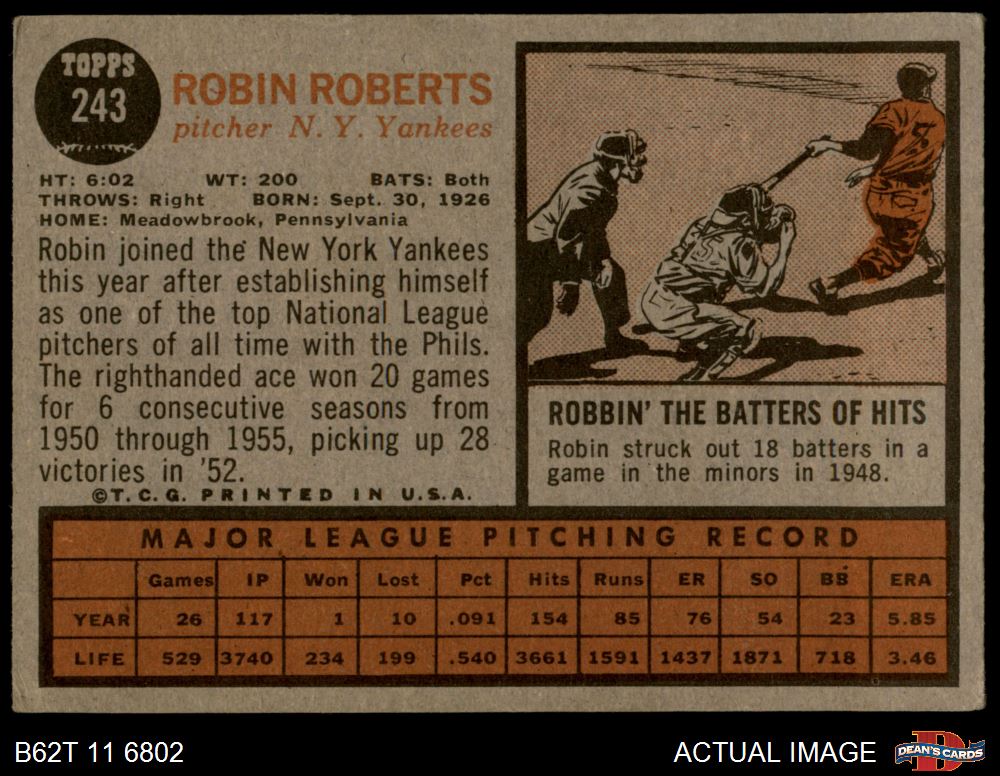 TOPPS
243
ROBIN ROBERTS
pitcher N. Y. Yankees
HT: 6:02 WT: 200 BATS: Both
THROWS: Right BORN: Sept. 30, 1926
HOME: Meadowbrook, Pennsylvania
Robin joined the New York Yankees
this year after establishing himself
as one of the top National League
pitchers of all time with the Phils.
The righthanded ace won 20 games
for 6 consecutive seasons from
1950 through 1955, picking up 28
victories in '52.
©T.C.G. PRINTED IN U.S.A.
5
5
ROBBIN' THE BATTERS OF HITS
Robin struck out 18 batters in a
game in the minors in 1948.
MAJOR LEAGUE PITCHING RECORD
Games IP Won Lost Pct Hits Runs ER SO BB ERA
YEAR 26 117 1 10 .091 154 85 76 54 23 5.85
LIFE 529 3740 234 199 .540 3661 1591 1437 1871 718 3.46
B62T 11 6802
ACTUAL IMAGE
D
DEAN'S CARDS